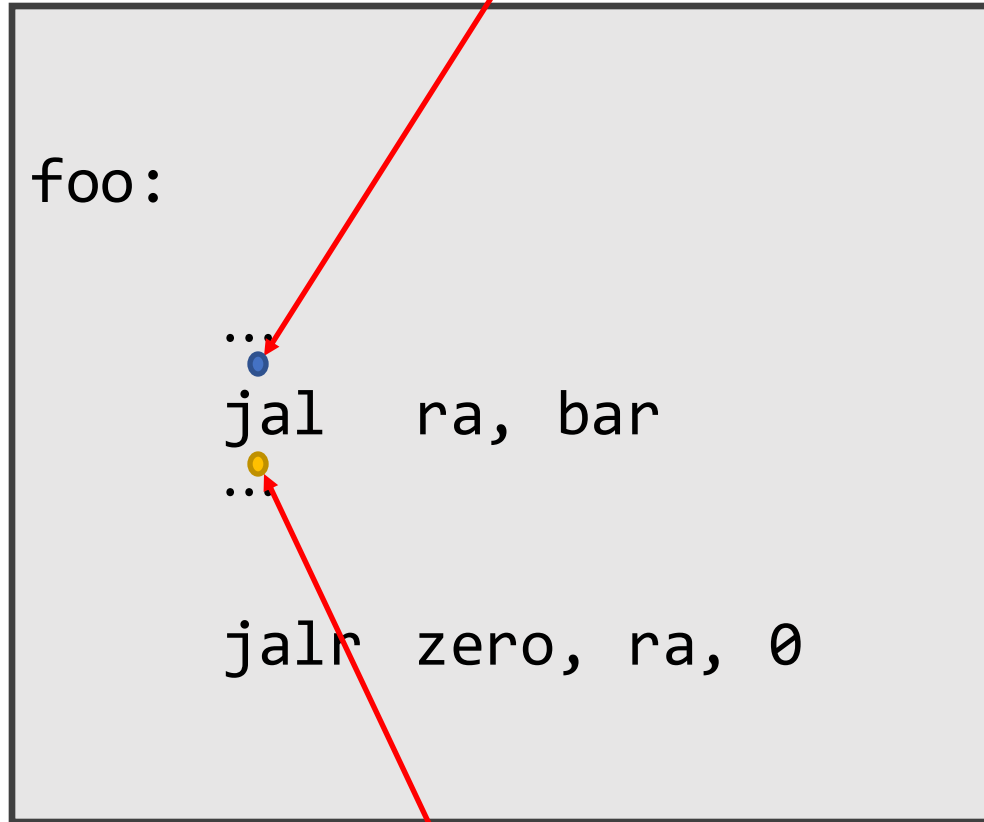 foo:
...
jal ra, bar
...
jalr zero, ra, 0